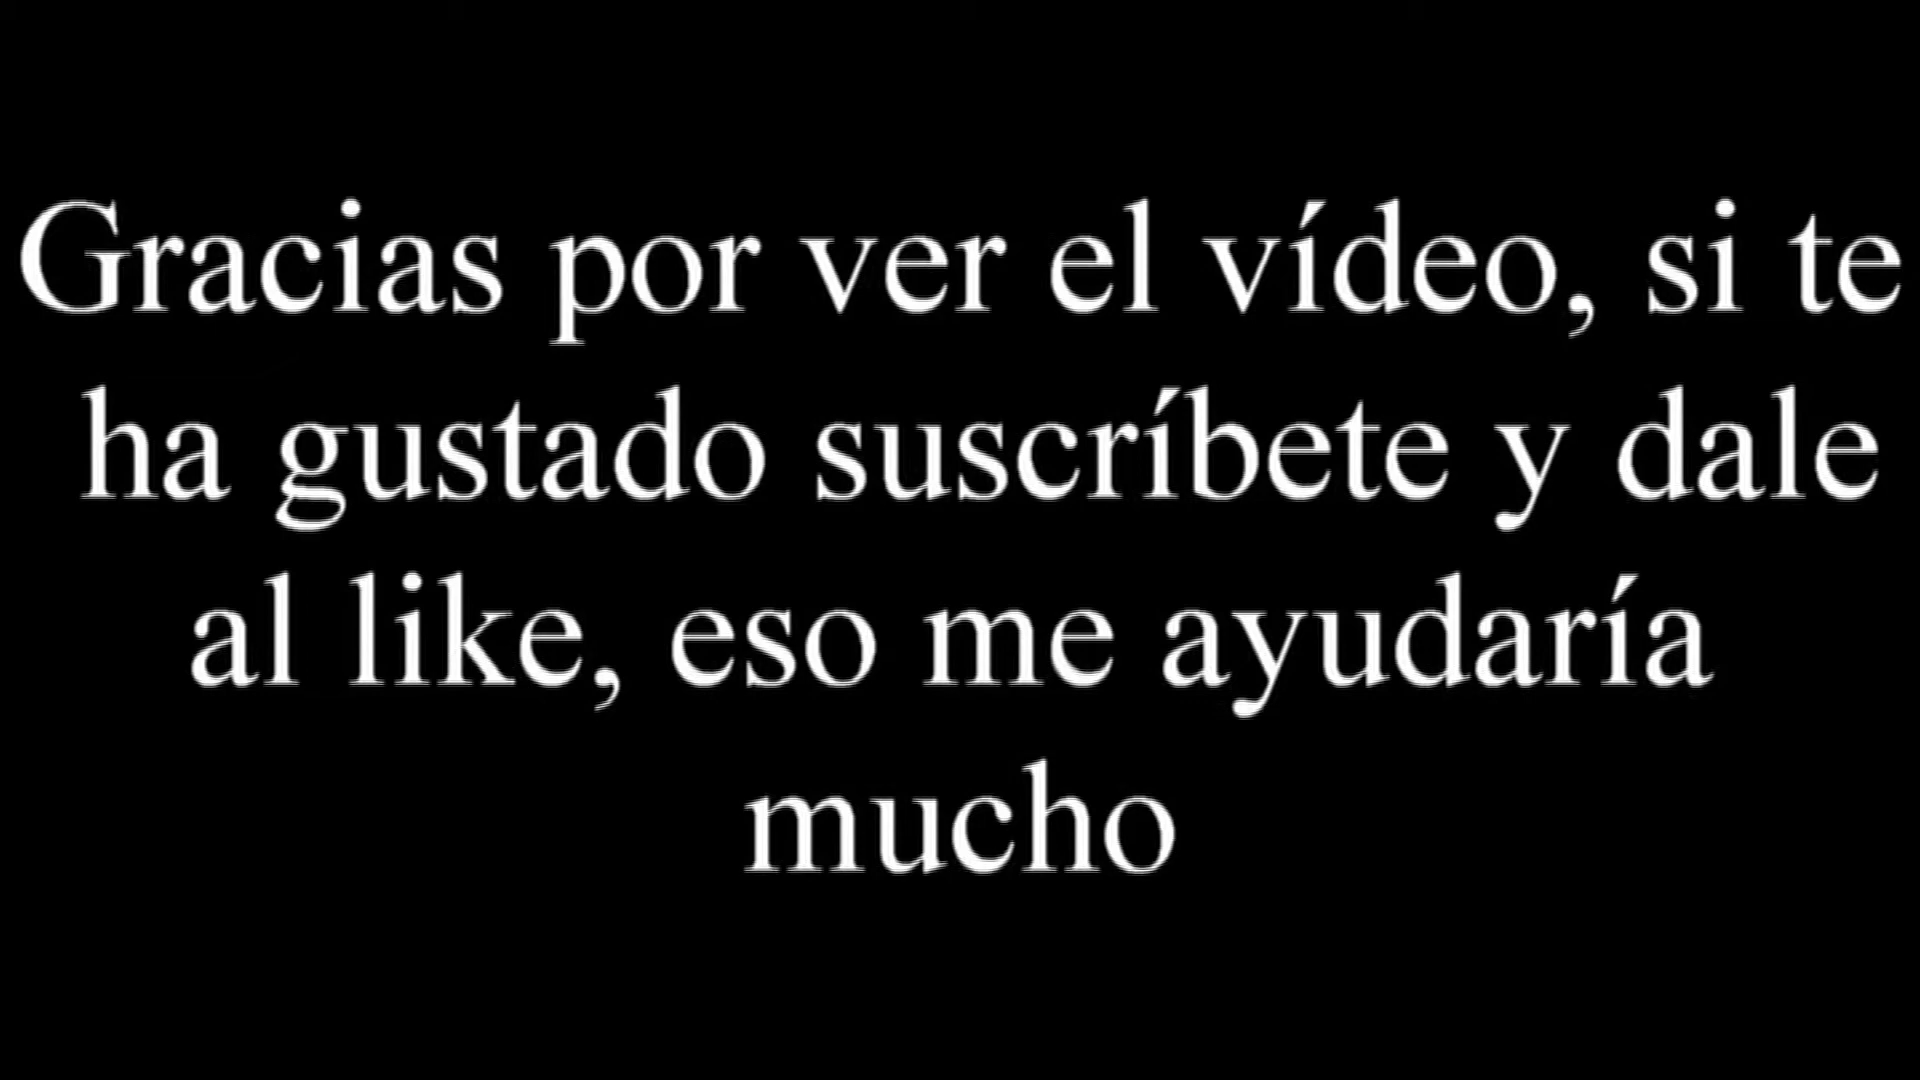 Gracias por ver el vídeo, si te
ha gustado suscríbete y dale
al like, eso me ayudaría
mucho